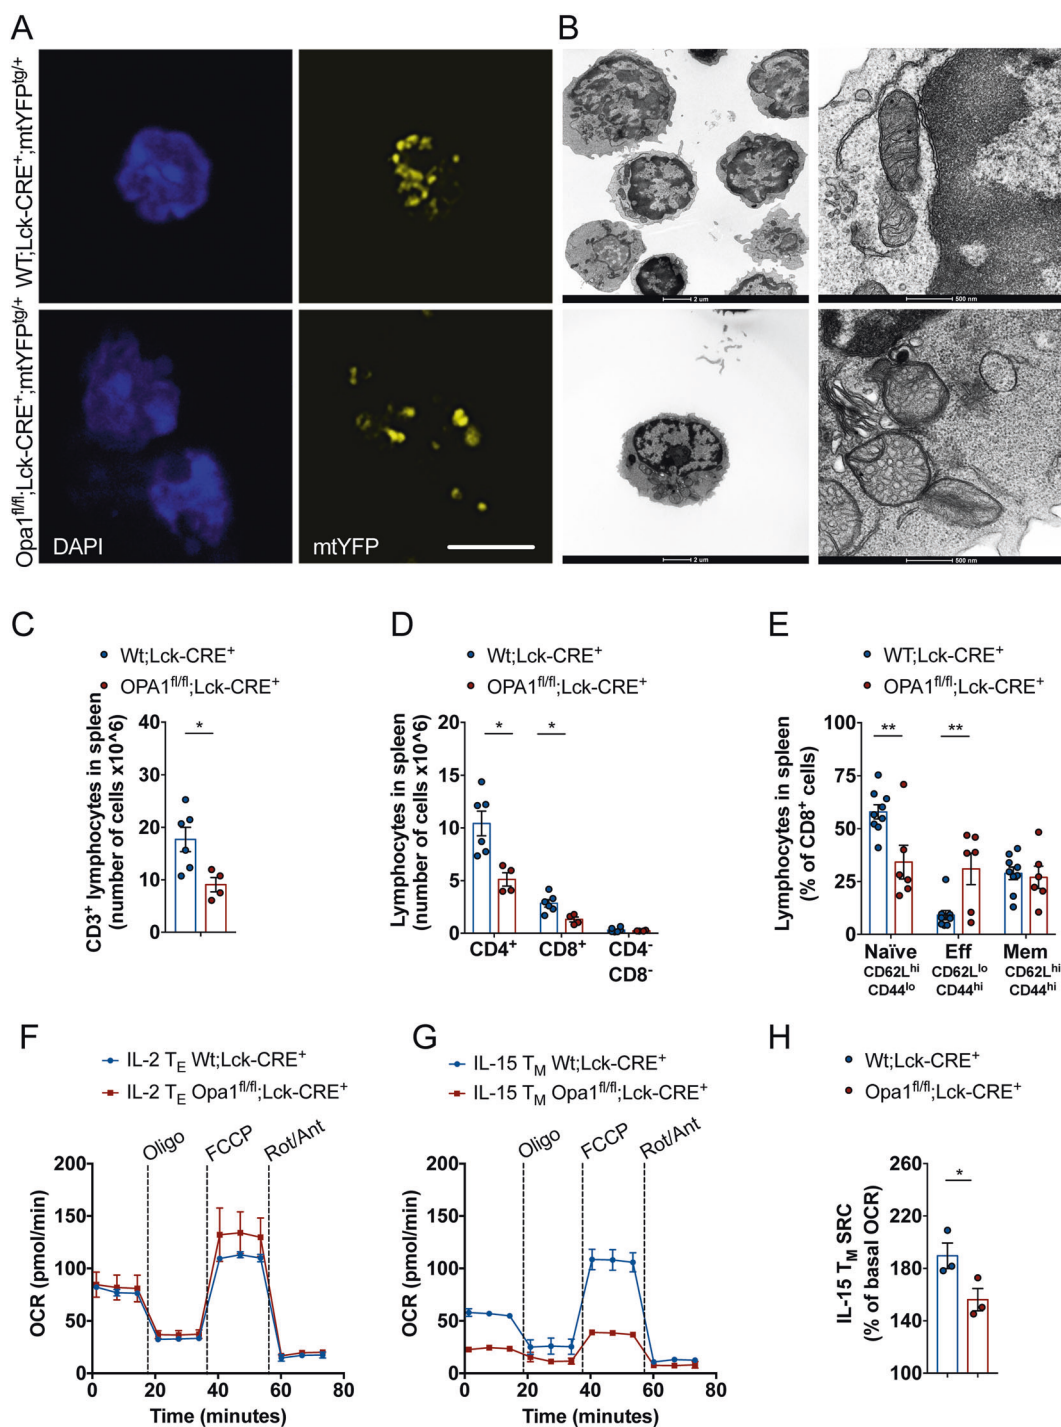 A
B
WT;Lck-CRE⁺;mtYFPᵗᵍ/⁺
Opa1ᶠˡ/ᶠˡ;Lck-CRE⁺;mtYFPᵗᵍ/⁺
DAPI
mtYFP
2 um
500 nm
2 um
500 nm
C
Wt;Lck-CRE⁺
OPA1ᶠˡ/ᶠˡ;Lck-CRE⁺
CD3⁺ lymphocytes in spleen
(number of cells x10^6)
40
30
20
10
0
*
D
Wt;Lck-CRE⁺
OPA1ᶠˡ/ᶠˡ;Lck-CRE⁺
Lymphocytes in spleen
(number of cells x10^6)
20
15
10
5
0
* *
CD4⁺ CD8⁺ CD4⁻
CD8⁻
E
WT;Lck-CRE⁺
OPA1ᶠˡ/ᶠˡ;Lck-CRE⁺
Lymphocytes in spleen
(% of CD8⁺ cells)
100
75
50
25
0
** **
Naïve Eff Mem
CD62Lʰⁱ CD62Lˡᵒ CD62Lʰⁱ
CD44ˡᵒ CD44ʰⁱ CD44ʰⁱ
F
IL-2 T_E Wt;Lck-CRE⁺
IL-2 T_E Opa1ᶠˡ/ᶠˡ;Lck-CRE⁺
Oligo FCCP Rot/Ant
OCR (pmol/min)
200
150
100
50
0
0 20 40 60 80
Time (minutes)
G
IL-15 T_M Wt;Lck-CRE⁺
IL-15 T_M Opa1ᶠˡ/ᶠˡ;Lck-CRE⁺
Oligo FCCP Rot/Ant
OCR (pmol/min)
200
150
100
50
0
0 20 40 60 80
Time (minutes)
H
Wt;Lck-CRE⁺
Opa1ᶠˡ/ᶠˡ;Lck-CRE⁺
IL-15 T_M SRC
(% of basal OCR)
260
220
180
140
100
*